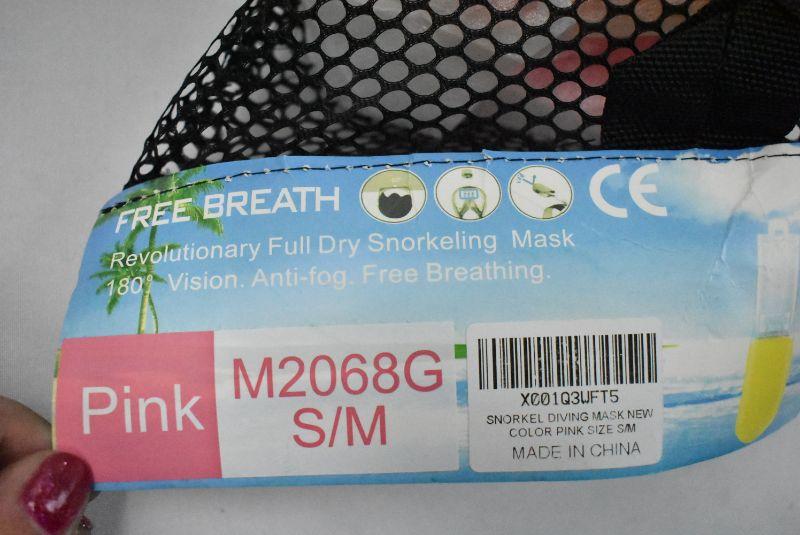 FREE BREATH
CE
Revolutionary Full Dry Snorkeling Mask
180° Vision. Anti-fog. Free Breathing.
Pink
M2068G
S/M
X001Q3WFT5
SNORKEL DIVING MASK NEW
COLOR PINK SIZE S/M
MADE IN CHINA